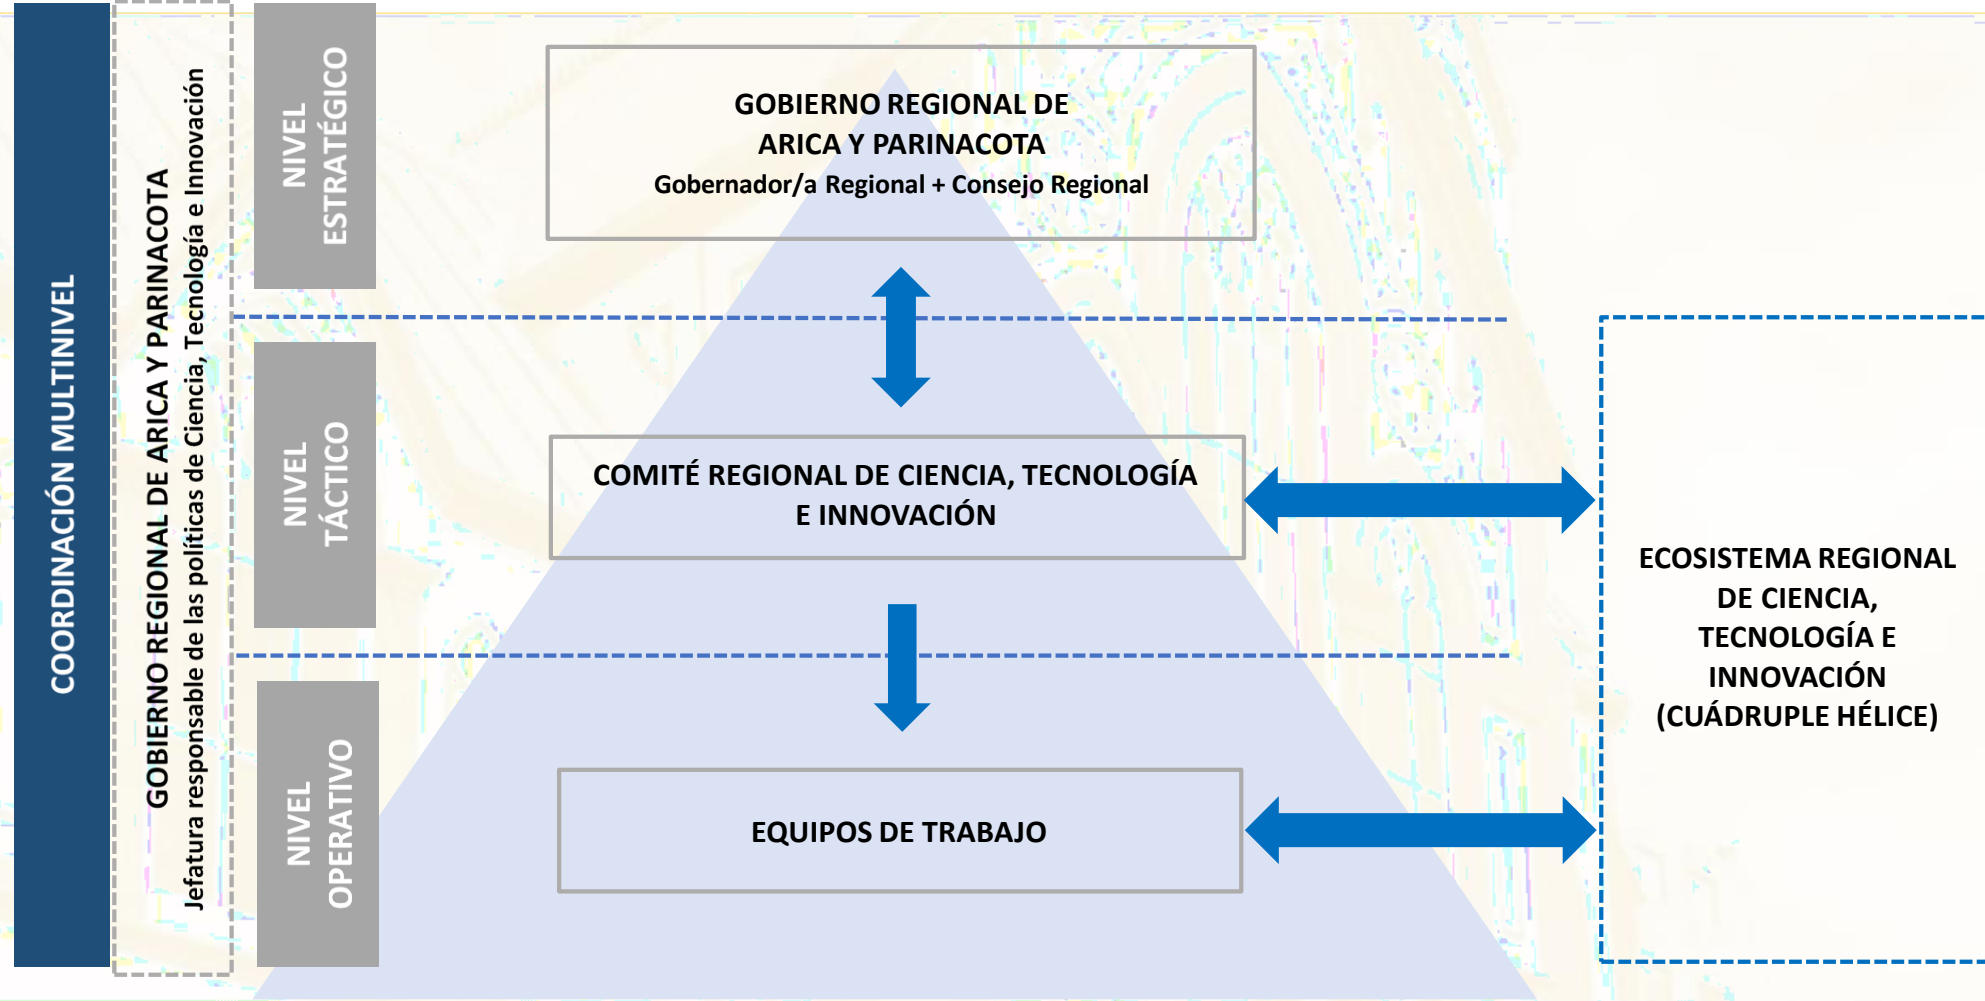 COORDINACIÓN MULTINIVEL
GOBIERNO REGIONAL DE ARICA Y PARINACOTA
Jefatura responsable de las políticas de Ciencia, Tecnología e Innovación
NIVEL
ESTRATÉGICO
GOBIERNO REGIONAL DE
ARICA Y PARINACOTA
Gobernador/a Regional + Consejo Regional
NIVEL
TÁCTICO
COMITÉ REGIONAL DE CIENCIA, TECNOLOGÍA
E INNOVACIÓN
NIVEL
OPERATIVO
EQUIPOS DE TRABAJO
ECOSISTEMA REGIONAL
DE CIENCIA,
TECNOLOGÍA E
INNOVACIÓN
(CUÁDRUPLE HÉLICE)